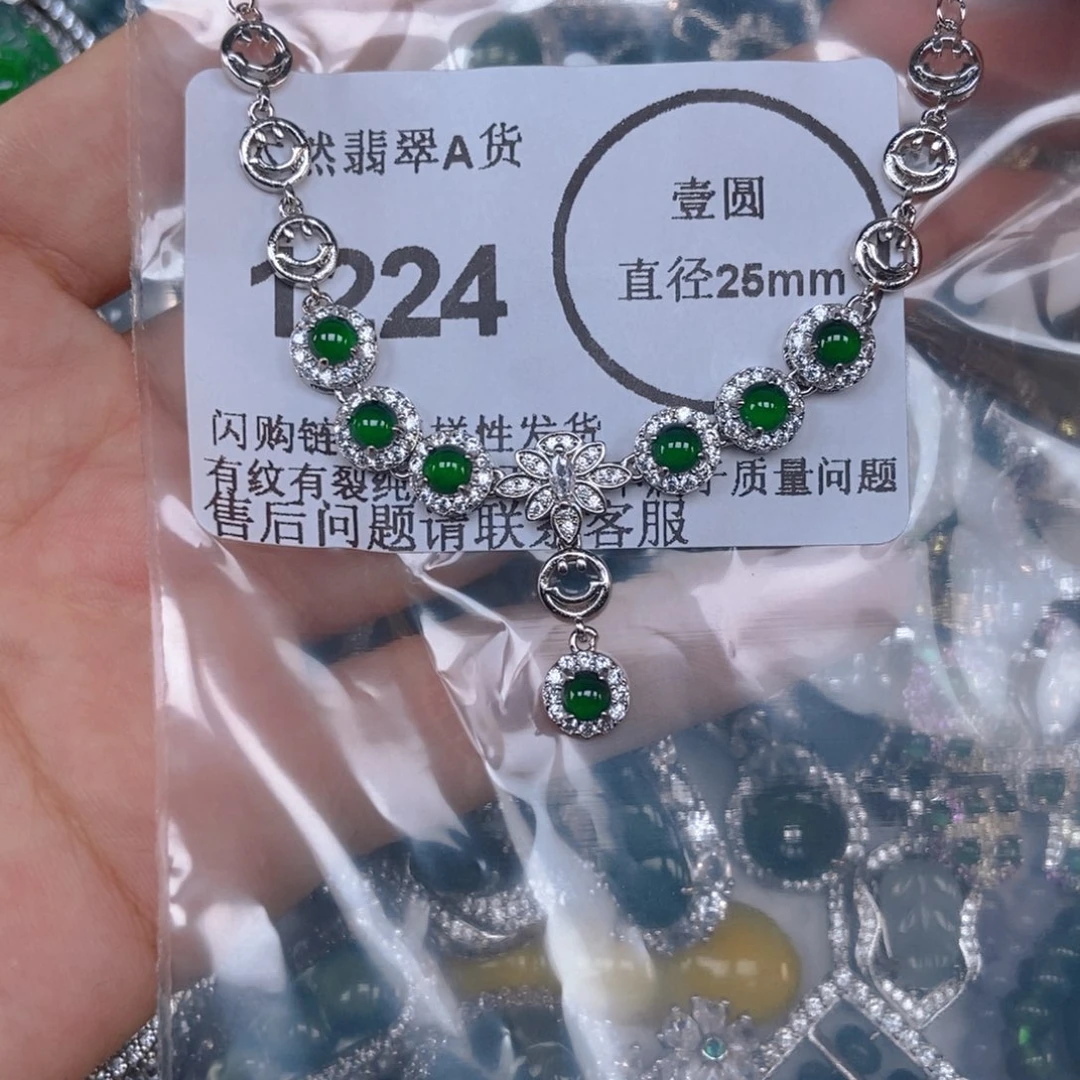 然翡翠A货
壹圆
直径25mm
1224
闪购链 样性发货
有纹有裂纯 于质量问题
售后问题请联系客服